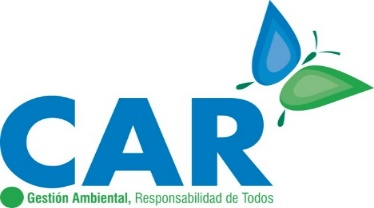 CAR
Gestión Ambiental, Responsabilidad de Todos